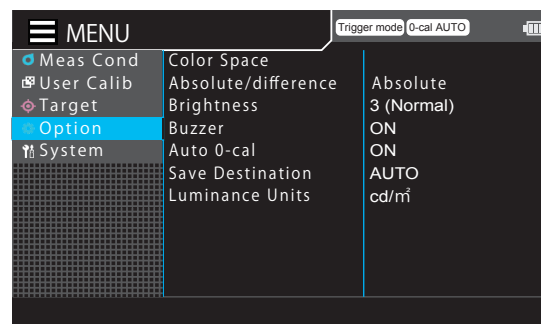 MENU
Trigger mode 0-cal AUTO
Meas Cond
User Calib
Target
Option
System
Color Space
Absolute/difference Absolute
Brightness 3 (Normal)
Buzzer ON
Auto 0-cal ON
Save Destination AUTO
Luminance Units cd/㎡